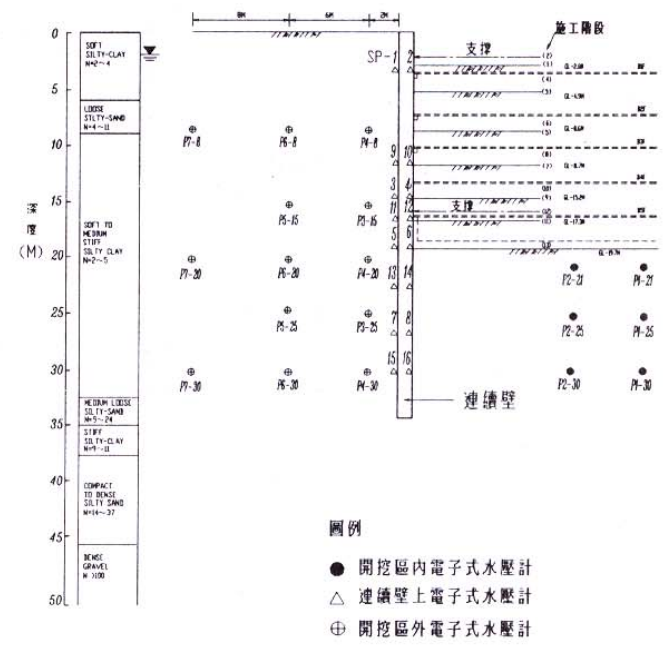 8M
6M
2M
施工階段
0
5
10
15
20
25
30
35
40
45
50
深
度
(M)
SOFT
SILTY-CLAY
N=2~4
LOOSE
SILTY-SAND
N=4~11
SOFT TO
MEDIUM
STIFF
SILTY CLAY
N=2~5
MEDIUM LOOSE
SILTY-SAND
N=5~24
STIFF
SILTY-CLAY
N=9~11
COMPACT
TO DENSE
SILTY SAND
N=14~37
DENSE
GRAVEL
N >100
SP-1
2
支撐
9
10
3
4
11
12
支撐
5
6
13
14
7
8
15
16
P7-8
P6-8
P4-8
P5-15
P3-15
P7-20
P6-20
P4-20
P5-25
P3-25
P7-30
P6-30
P4-30
P2-21
P1-21
P2-25
P1-25
P2-30
P1-30
連續壁
圖例
開挖區內電子式水壓計
連續壁上電子式水壓計
開挖區外電子式水壓計